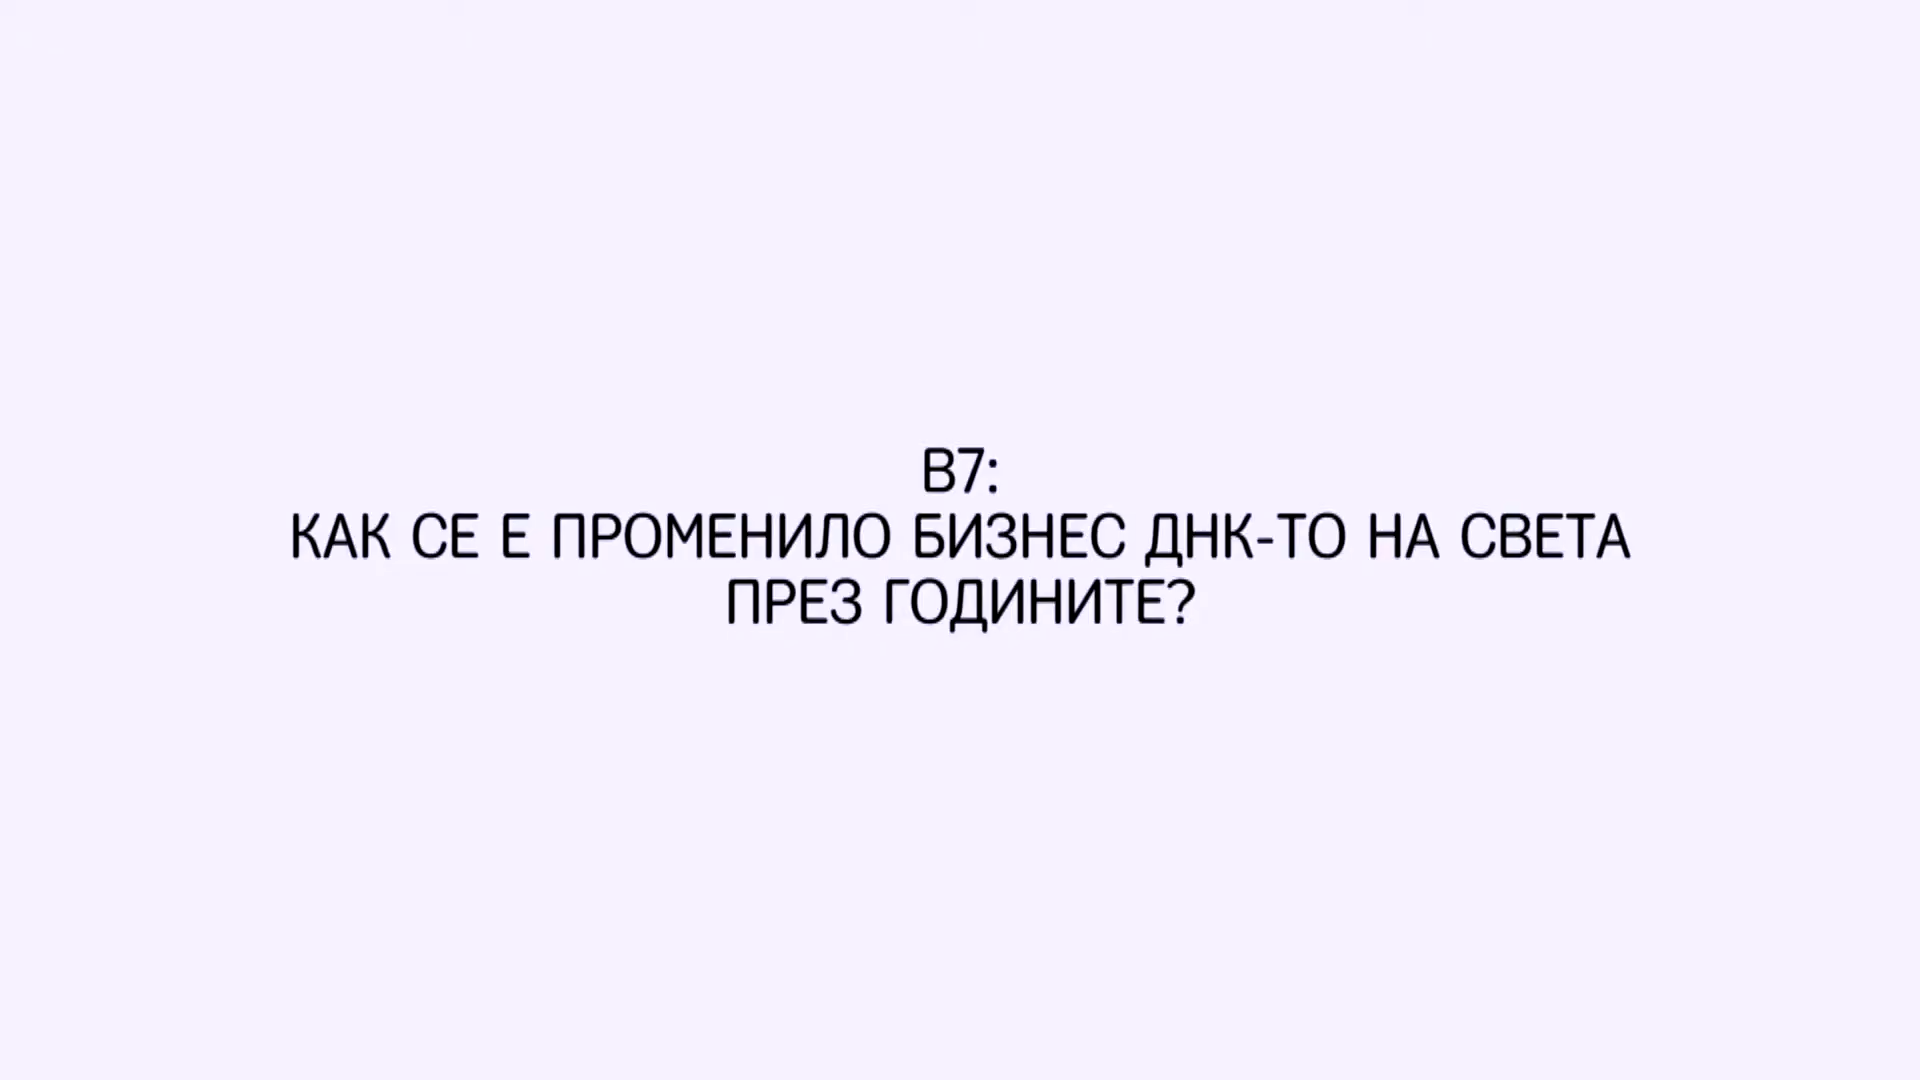 В7:
КАК СЕ Е ПРОМЕНИЛО БИЗНЕС ДНК-ТО НА СВЕТА
ПРЕЗ ГОДИНИТЕ?